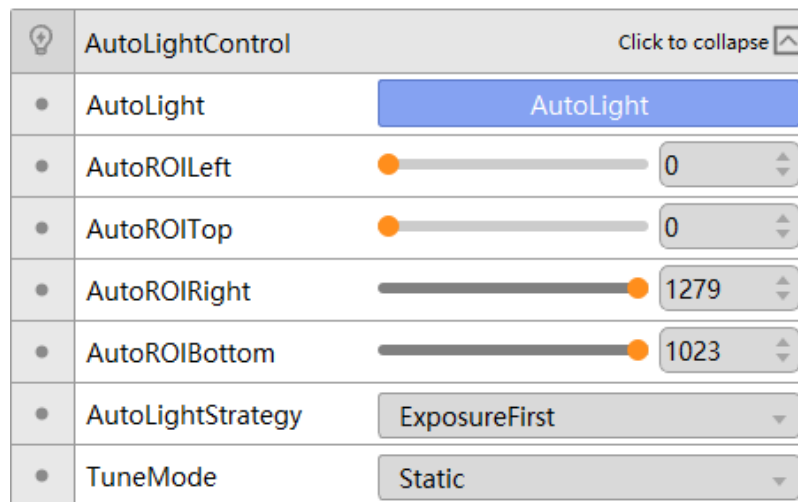 AutoLightControl Click to collapse
AutoLight AutoLight
AutoROILeft 0
AutoROITop 0
AutoROIRight 1279
AutoROIBottom 1023
AutoLightStrategy ExposureFirst
TuneMode Static